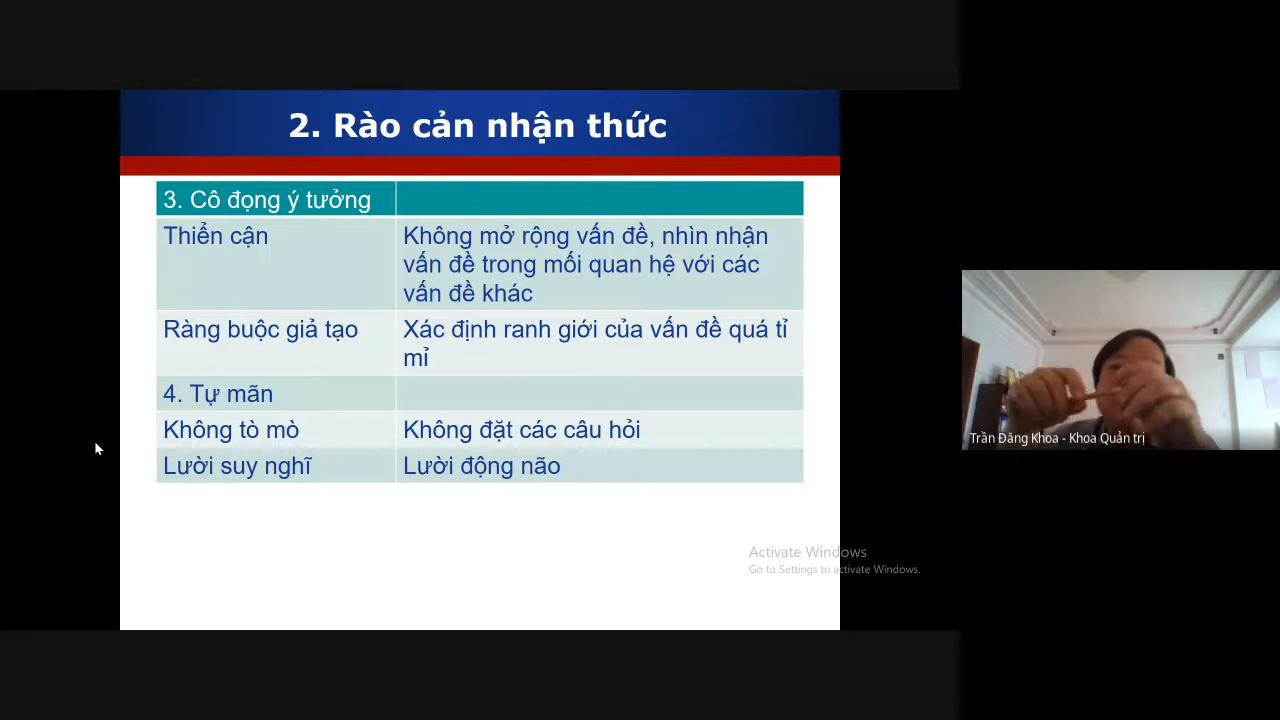 2. Rào cản nhận thức
3. Cô đọng ý tưởng
Thiển cận
Không mở rộng vấn đề, nhìn nhận
vấn đề trong mối quan hệ với các
vấn đề khác
Ràng buộc giả tạo
Xác định ranh giới của vấn đề quá tỉ
mỉ
4. Tự mãn
Không tò mò
Không đặt các câu hỏi
Lười suy nghĩ
Lười động não
Trần Đăng Khoa - Khoa Quản trị
Activate Windows
Go to Settings to activate Windows.